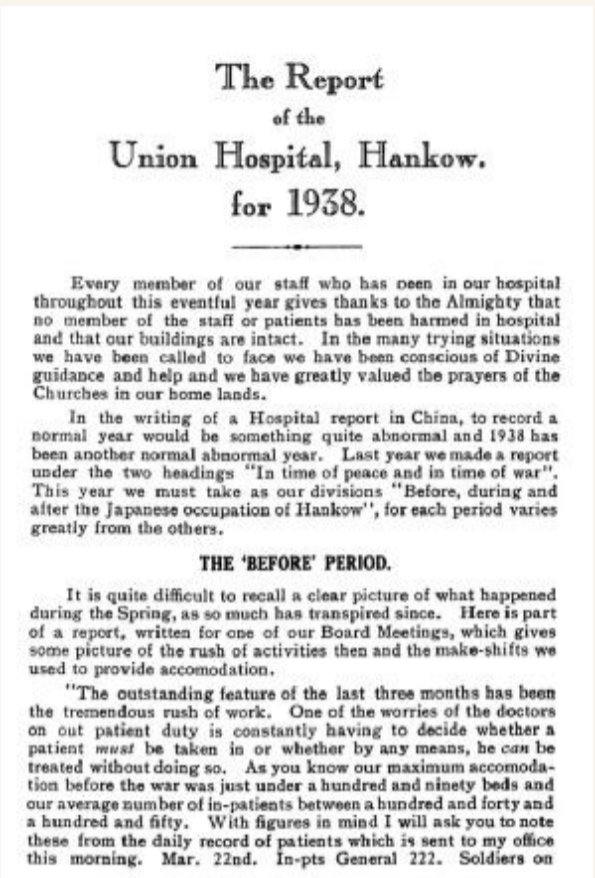 The Report
of the
Union Hospital, Hankow.
for 1938.
Every member of our staff who has oeen in our hospital
throughout this eventful year gives thanks to the Almighty that
no member of the staff or patients has been harmed in hospital
and that our buildings are intact. In the many trying situations
we have been called to face we have been conscious of Divine
guidance and help and we have greatly valued the prayers of the
Churches in our home lands.
In the writing of a Hospital report in China, to record a
normal year would be something quite abnormal and 1938 has
been another normal abnormal year. Last year we made a report
under the two headings "In time of peace and in time of war".
This year we must take as our divisions "Before, during and
after the Japanese occupation of Hankow", for each period varies
greatly from the others.
THE 'BEFORE' PERIOD.
It is quite difficult to recall a clear picture of what happened
during the Spring, as so much has transpired since. Here is part
of a report, written for one of our Board Meetings, which gives
some picture of the rush of activities then and the make-shifts we
used to provide accomodation.
"The outstanding feature of the last three months has been
the tremendous rush of work. One of the worries of the doctors
on out patient duty is constantly having to decide whether a
patient must be taken in or whether by any means, he can be
treated without doing so. As you know our maximum accomoda-
tion before the war was just under a hundred and ninety beds and
our average number of in-patients between a hundred and forty and
a hundred and fifty. With figures in mind I will ask you to note
these from the daily record of patients which is sent to my office
this morning. Mar. 22nd. In-pts General 222. Soldiers on